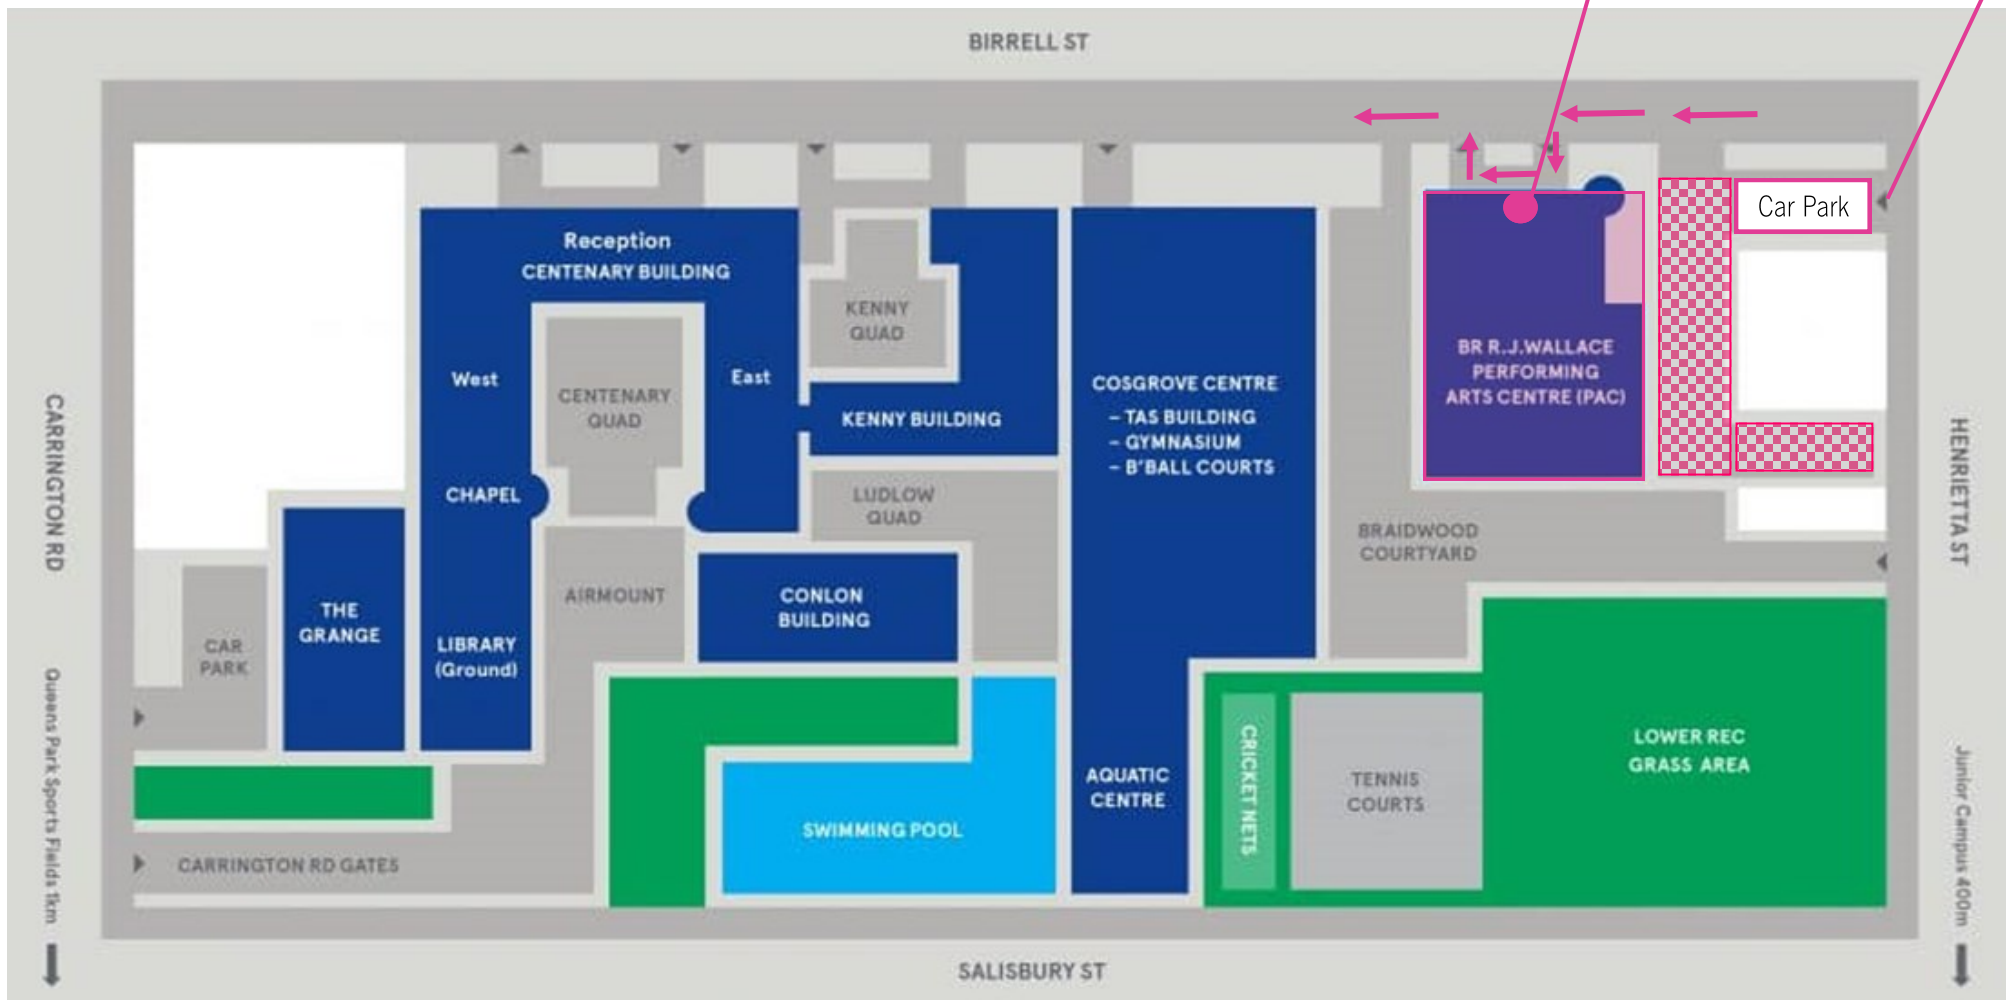 BIRRELL ST
Car Park
Reception
CENTENARY BUILDING
KENNY
QUAD
BR R.J.WALLACE
PERFORMING
ARTS CENTRE (PAC)
West
East
CENTENARY
QUAD
KENNY BUILDING
COSGROVE CENTRE
– TAS BUILDING
– GYMNASIUM
– B'BALL COURTS
CARRINGTON RD
HENRIETTA ST
CHAPEL
LUDLOW
QUAD
BRAIDWOOD
COURTYARD
AIRMOUNT
CONLON
BUILDING
THE
GRANGE
CAR
PARK
LIBRARY
(Ground)
LOWER REC
GRASS AREA
CRICKET NETS
TENNIS
COURTS
AQUATIC
CENTRE
SWIMMING POOL
CARRINGTON RD GATES
Queens Park Sports Fields 1km
Junior Campus 400m
SALISBURY ST